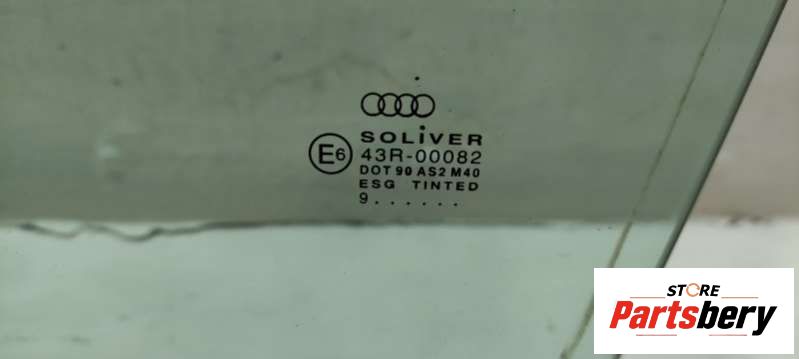 SOLiVER
E6 43R-00082
DOT 90 AS2 M40
ESG TINTED
9......
STORE
Partsbery